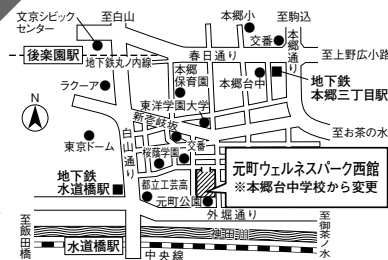 文京シビック
センター
至白山
本郷小
至駒込
交番
本郷通り
後楽園駅
春日通り
至上野広小路
地下鉄丸ノ内線
本郷
保育園
本郷台中
地下鉄
本郷三丁目駅
ラクーア
東洋学園大学
N
新壱岐坂
至お茶の水
白山通り
東京ドーム
桜蔭学園
交番
元町ウェルネスパーク西館
※本郷台中学校から変更
地下鉄
水道橋駅
都立工芸高
元町公園
外堀通り
至飯田橋
神田川
至御茶ノ水
水道橋駅
中央線